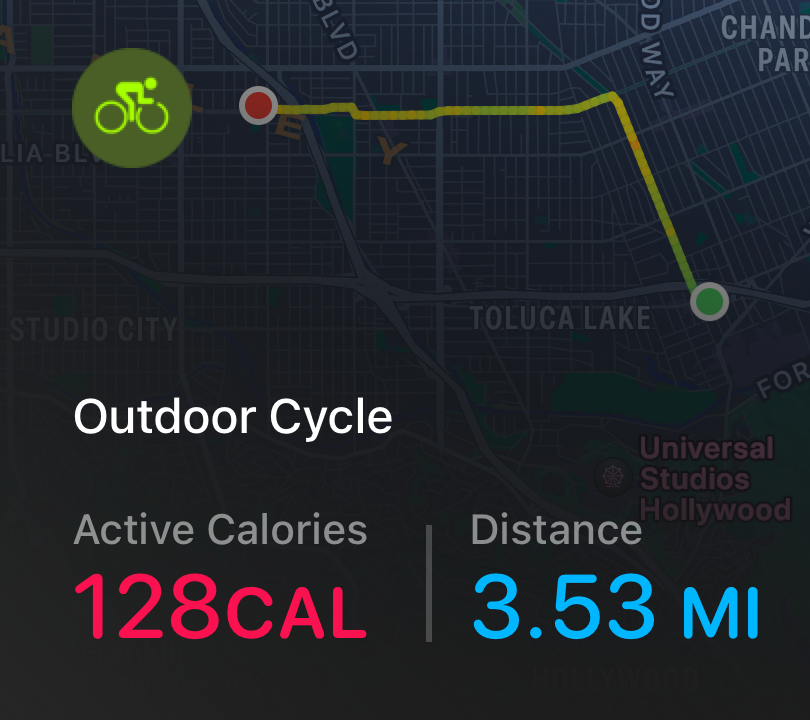 BLVD
OD WAY
CHAND
PAR
A
L
E
Y
LIA BLV
STUDIO CITY
TOLUCA LAKE
FOR
Outdoor Cycle
Universal
Studios
Hollywood
Active Calories
Distance
128CAL
3.53 MI
HOLLYWOOD